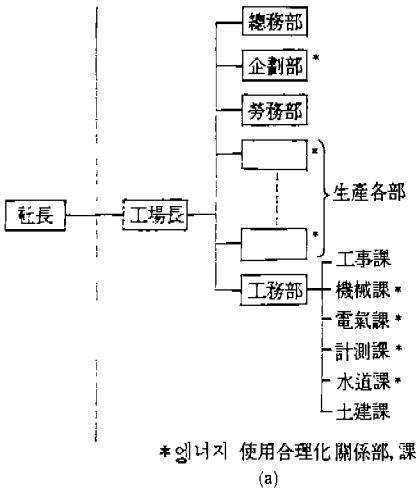 總務部
企劃部 *
勞務部
*
生產各部
社長
工場長
*
工務部
工事課
機械課 *
電氣課 *
計測課 *
水道課 *
土建課
* 에너지 使用合理化 關係部, 課
(a)